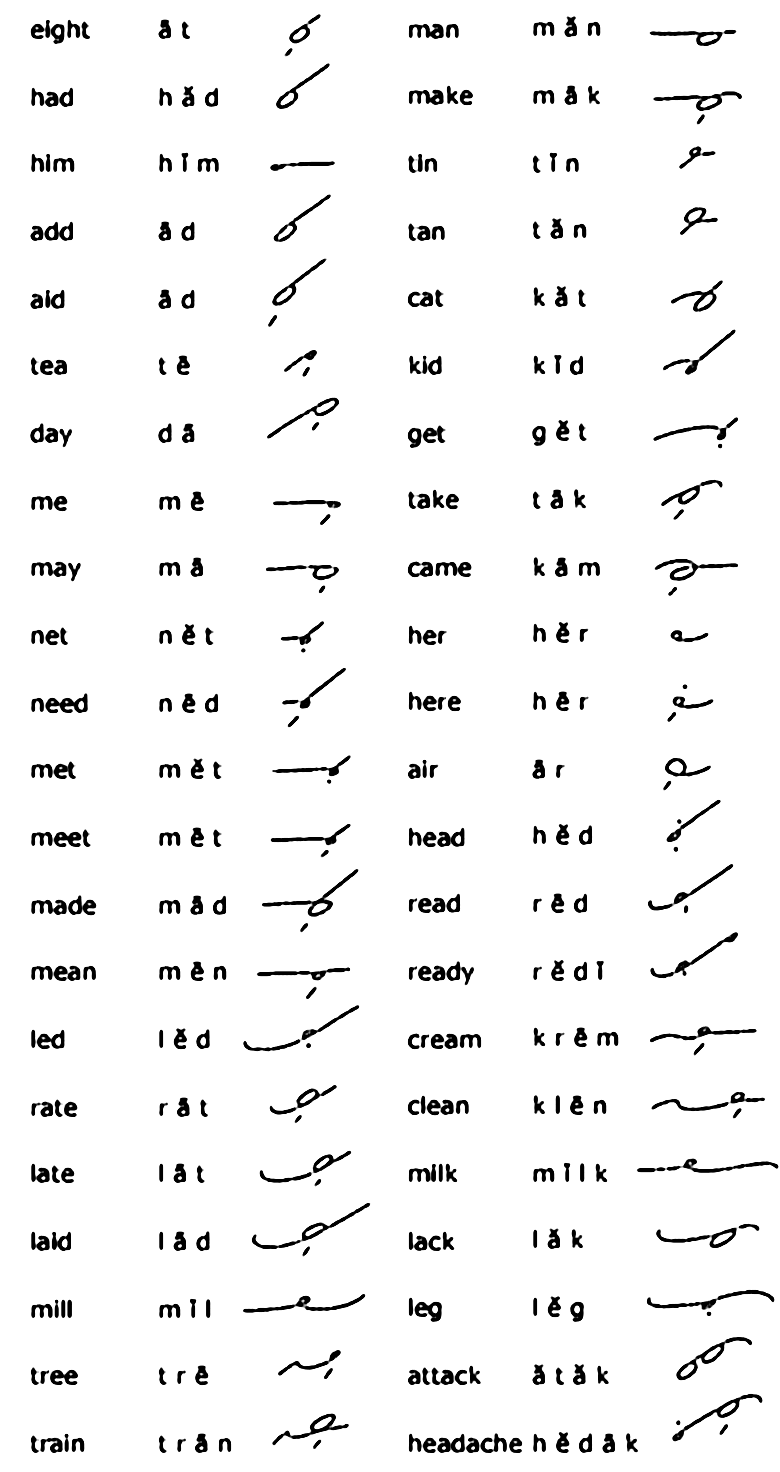 eight ā t
had h ă d
him h ĭ m
add ă d
aid ā d
tea t ē
day d ā
me m ē
may m ā
net n ĕ t
need n ē d
met m ĕ t
meet m ē t
made m ā d
mean m ē n
led l ĕ d
rate r ā t
late l ā t
laid l ā d
mill m ĭ l
tree t r ē
train t r ā n
man m ă n
make m ā k
tin t ĭ n
tan t ă n
cat k ă t
kid k ĭ d
get g ĕ t
take t ā k
came k ā m
her h ĕ r
here h ē r
air ā r
head h ĕ d
read r ē d
ready r ĕ d ĭ
cream k r ē m
clean k l ē n
milk m ĭ l k
lack l ă k
leg l ĕ g
attack ă t ă k
headache h ĕ d ā k